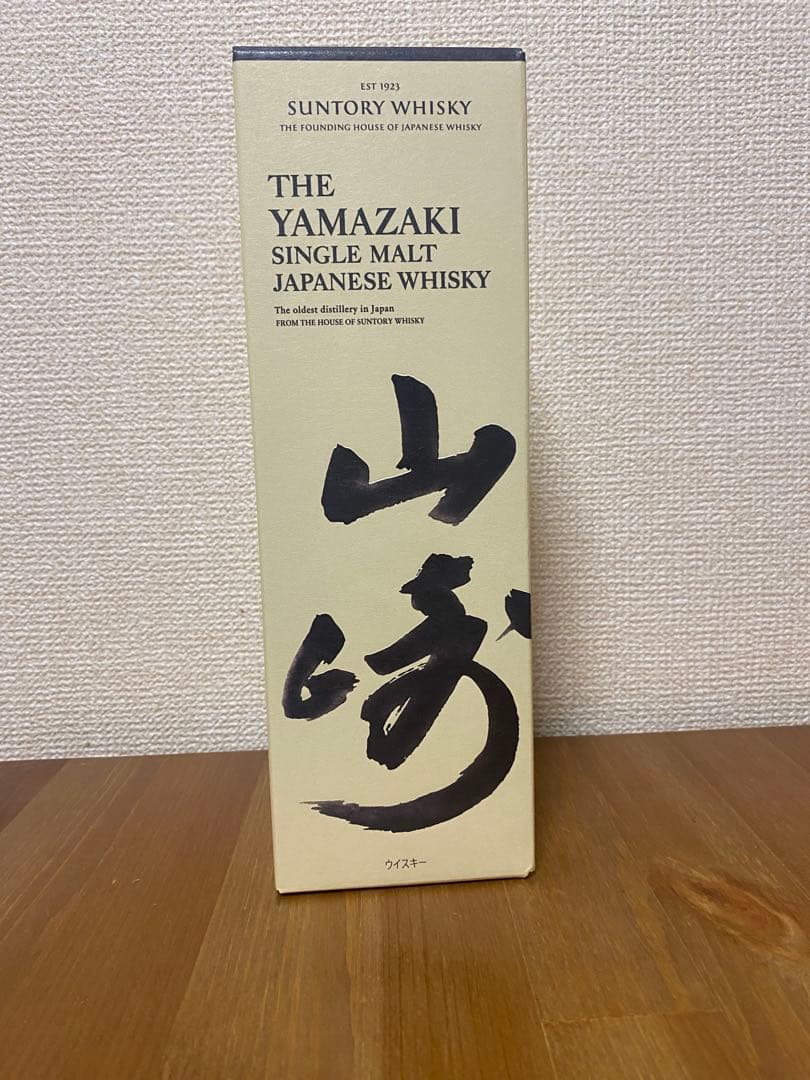 EST 1923
SUNTORY WHISKY
THE FOUNDING HOUSE OF JAPANESE WHISKY
THE
YAMAZAKI
SINGLE MALT
JAPANESE WHISKY
The oldest distillery in Japan
FROM THE HOUSE OF SUNTORY WHISKY
山崎
ウイスキー